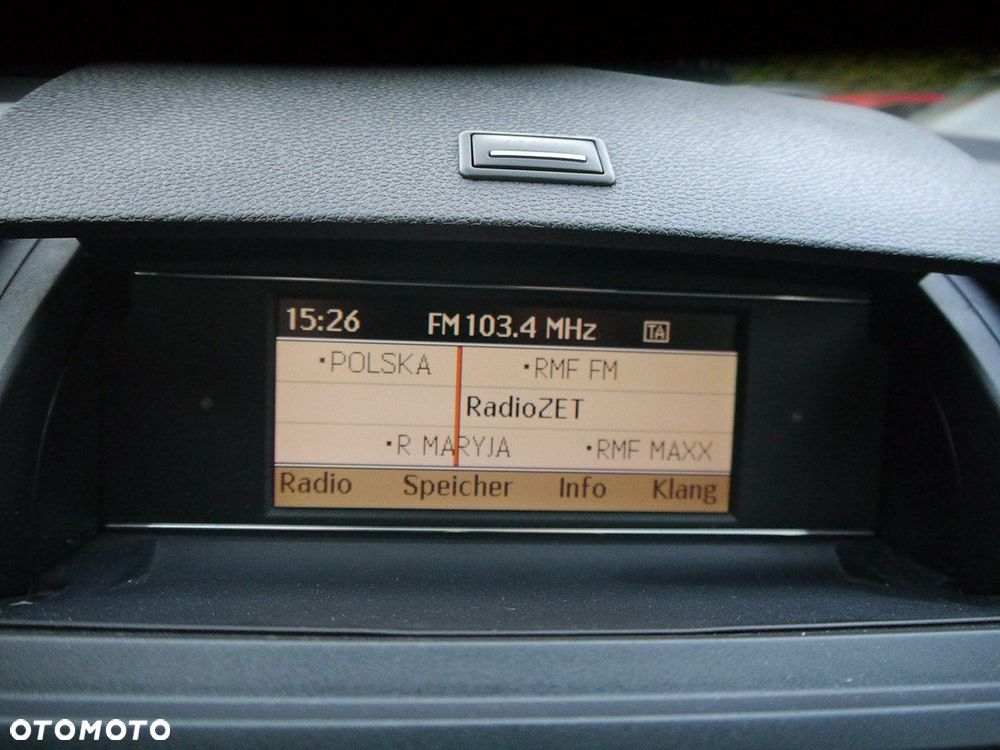 15:26 FM 103.4 MHz TA
•POLSKA •RMF FM
RadioZET
•R MARYJA •RMF MAXX
Radio Speicher Info Klang
OTOMOTO